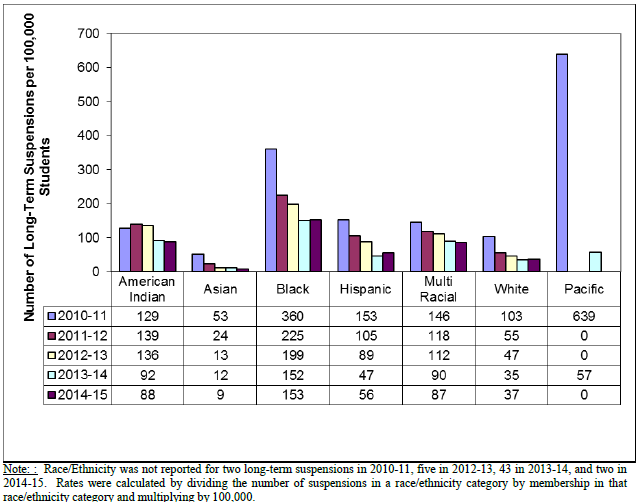 Number of Long-Term Suspensions per 100,000
Students
700
600
500
400
300
200
100
0
American Indian Asian Black Hispanic Multi Racial White Pacific
2010-11 129 53 360 153 146 103 639
2011-12 139 24 225 105 118 55 0
2012-13 136 13 199 89 112 47 0
2013-14 92 12 152 47 90 35 57
2014-15 88 9 153 56 87 37 0
Note: : Race/Ethnicity was not reported for two long-term suspensions in 2010-11, five in 2012-13, 43 in 2013-14, and two in
2014-15. Rates were calculated by dividing the number of suspensions in a race/ethnicity category by membership in that
race/ethnicity category and multiplying by 100,000.